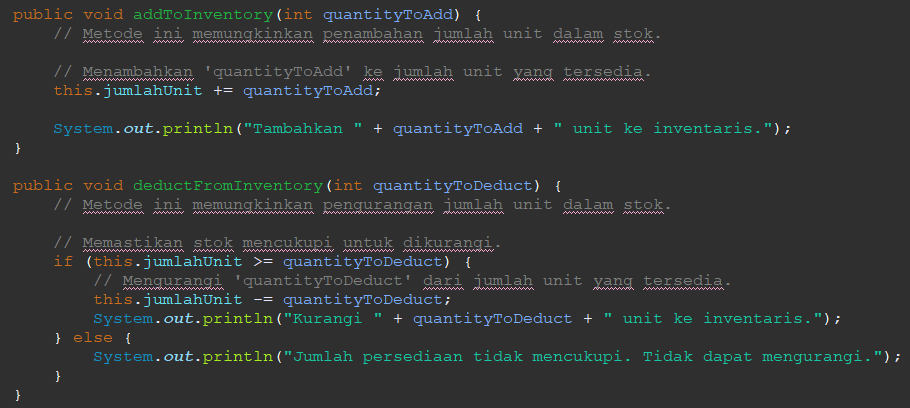 public void addToInventory(int quantityToAdd) {
    // Metode ini memungkinkan penambahan jumlah unit dalam stok.
    // Menambahkan 'quantityToAdd' ke jumlah unit yang tersedia.
    this.jumlahUnit += quantityToAdd;
    System.out.println("Tambahkan " + quantityToAdd + " unit ke inventaris.");
}
public void deductFromInventory(int quantityToDeduct) {
    // Metode ini memungkinkan pengurangan jumlah unit dalam stok.
    // Memastikan stok mencukupi untuk dikurangi.
    if (this.jumlahUnit >= quantityToDeduct) {
        // Mengurangi 'quantityToDeduct' dari jumlah unit yang tersedia.
        this.jumlahUnit -= quantityToDeduct;
        System.out.println("Kurangi " + quantityToDeduct + " unit ke inventaris.");
    } else {
        System.out.println("Jumlah persediaan tidak mencukupi. Tidak dapat mengurangi.");
    }
}